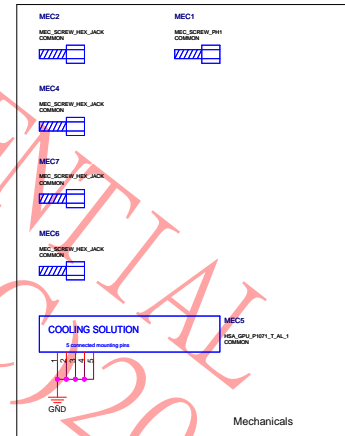 MEC2
MEC_SCREW_HEX_JACK
COMMON
MEC1
MEC_SCREW_PH1
COMMON
MEC4
MEC_SCREW_HEX_JACK
COMMON
MEC7
MEC_SCREW_HEX_JACK
COMMON
MEC6
MEC_SCREW_HEX_JACK
COMMON
MEC5
HSA_GPU_P1071_T_AL_1
COMMON
COOLING SOLUTION
5 connected mounting pins
1 2 3 4 5
GND
Mechanicals
ENTIAL